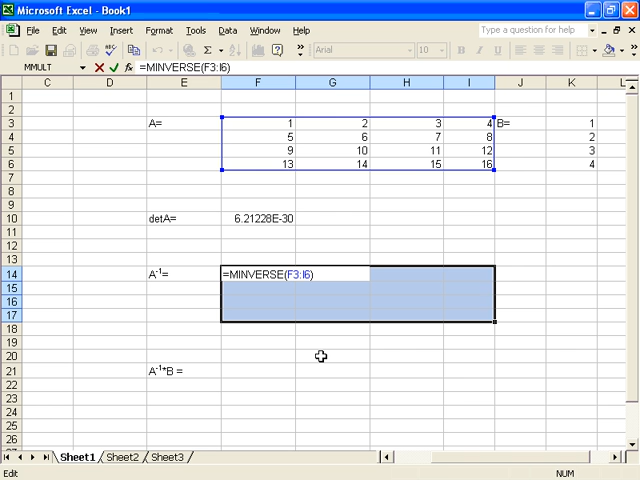 Microsoft Excel - Book1
File Edit View Insert Format Tools Data Window Help Type a question for help
Σ Arial 10 B I U
MMULT =MINVERSE(F3:I6)
C D E F G H I J K L
1
2
3 A= 1 2 3 4 B= 1
4 5 6 7 8 2
5 9 10 11 12 3
6 13 14 15 16 4
7
8
9
10 detA= 6.21228E-30
11
12
13
14 A⁻¹= =MINVERSE(F3:I6)
15
16
17
18
19
20
21 A⁻¹*B =
22
23
24
25
26
Sheet1 Sheet2 Sheet3
Edit NUM